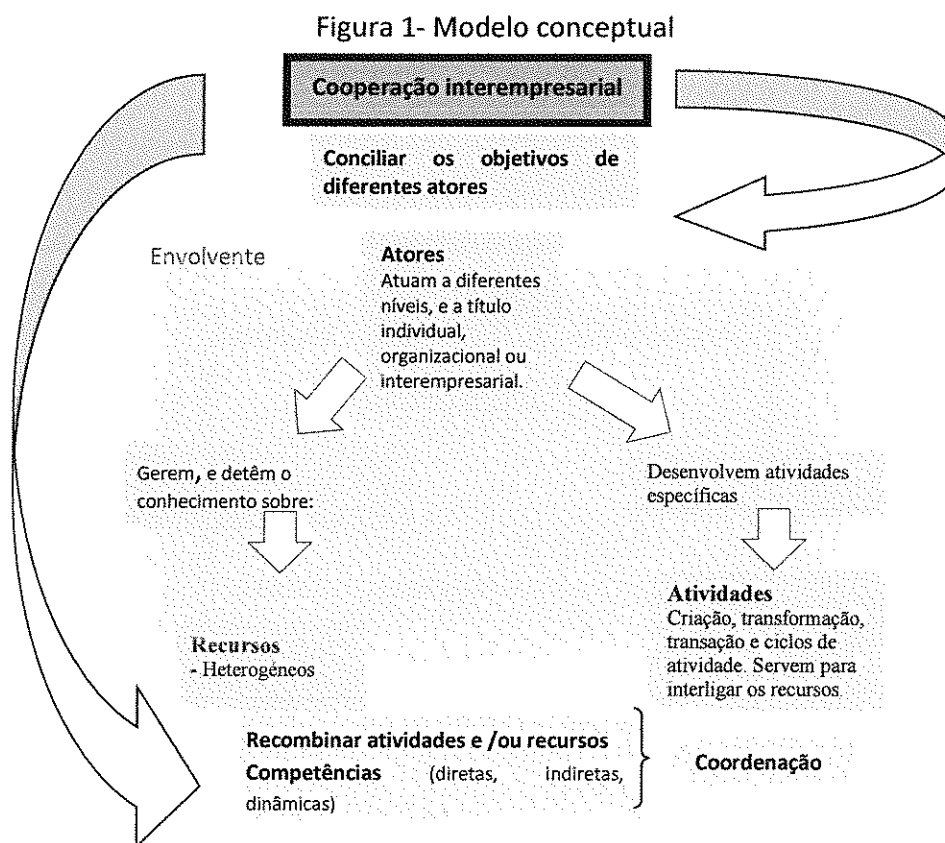 Figura 1- Modelo conceptual
Cooperação interempresarial
Conciliar os objetivos de
diferentes atores
Envolvente
Atores
Atuam a diferentes
níveis, e a título
individual,
organizacional ou
interempresarial.
Gerem, e detêm o
conhecimento sobre:
Desenvolvem atividades
específicas
Recursos
- Heterogéneos
Atividades
Criação, transformação,
transação e ciclos de
atividade. Servem para
interligar os recursos
Recombinar atividades e /ou recursos
Competências (diretas, indiretas,
dinâmicas)
Coordenação